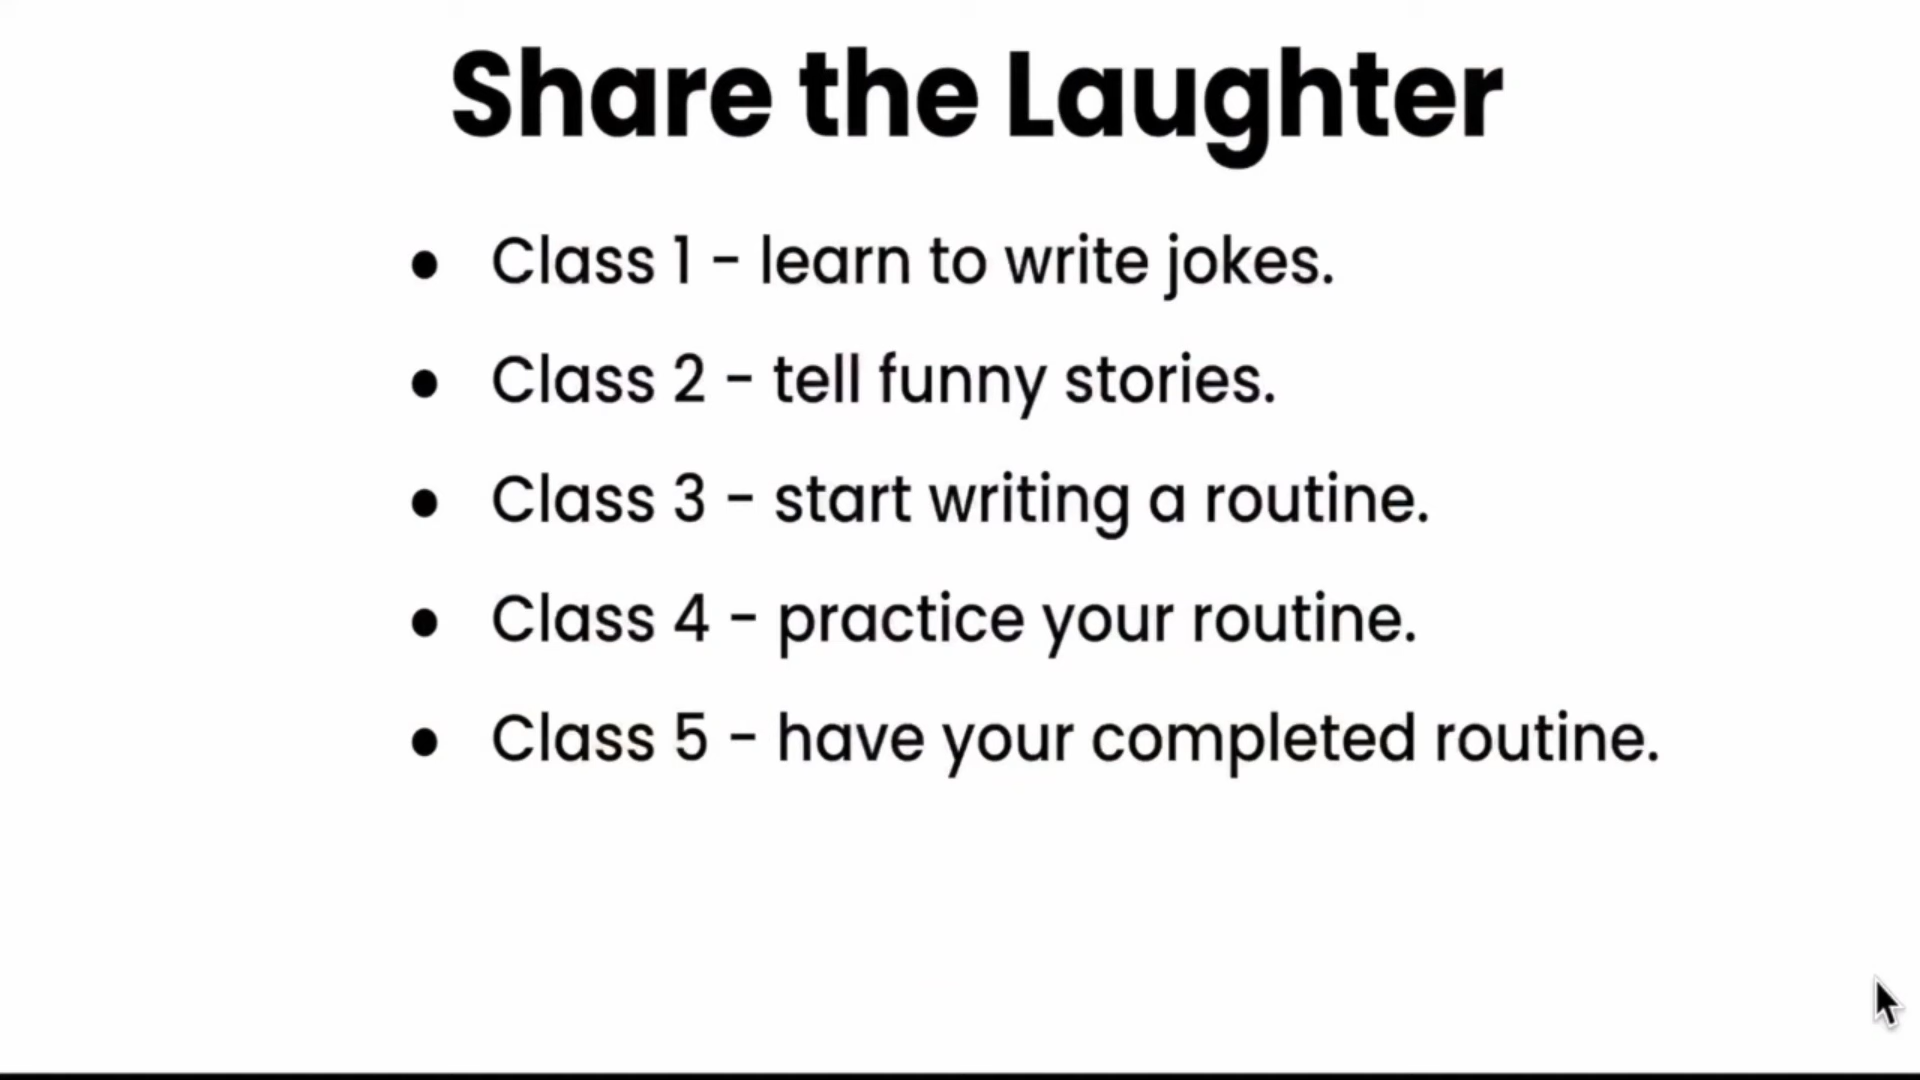 Share the Laughter
● Class 1 - learn to write jokes.
● Class 2 - tell funny stories.
● Class 3 - start writing a routine.
● Class 4 - practice your routine.
● Class 5 - have your completed routine.